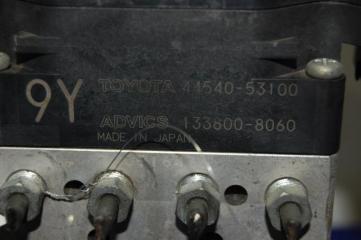 9Y
TOYOTA 44540-53100
ADVICS 133800-8060
MADE IN JAPAN